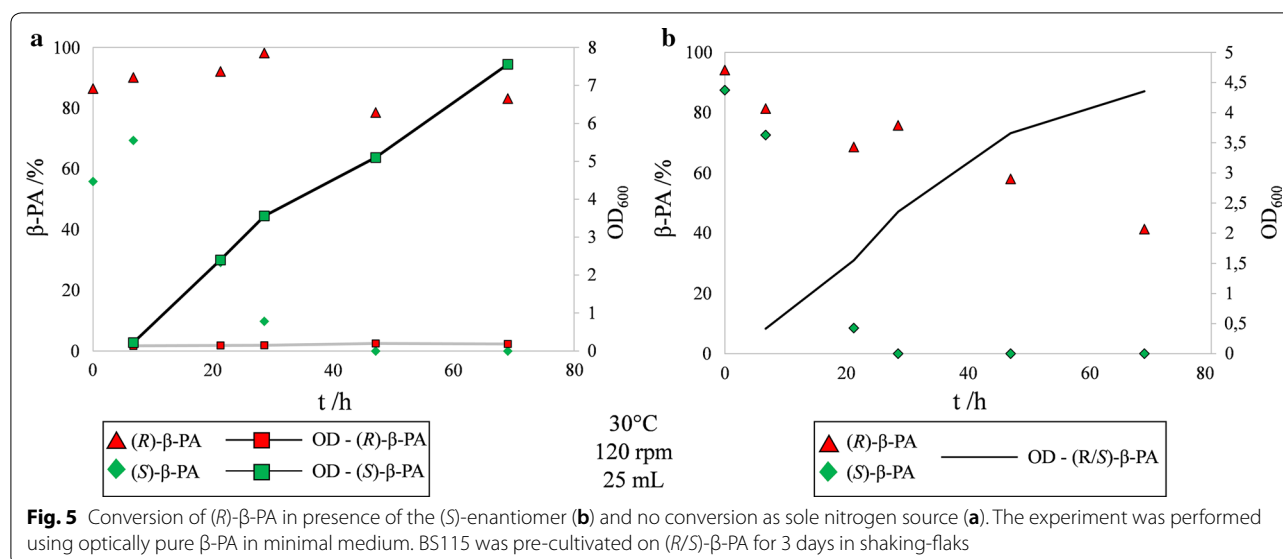 a
b
100
80
60
40
20
0
β-PA /%
8
7
6
5
4
3
2
1
0
OD600
0 20 40 60 80
t /h
100
80
60
40
20
0
β-PA /%
5
4,5
4
3,5
3
2,5
2
1,5
1
0,5
0
OD600
0 20 40 60 80
t /h
(R)-β-PA OD - (R)-β-PA
(S)-β-PA OD - (S)-β-PA
30°C
120 rpm
25 mL
(R)-β-PA
(S)-β-PA
OD - (R/S)-β-PA
Fig. 5 Conversion of (R)-β-PA in presence of the (S)-enantiomer (b) and no conversion as sole nitrogen source (a). The experiment was performed
using optically pure β-PA in minimal medium. BS115 was pre-cultivated on (R/S)-β-PA for 3 days in shaking-flaks